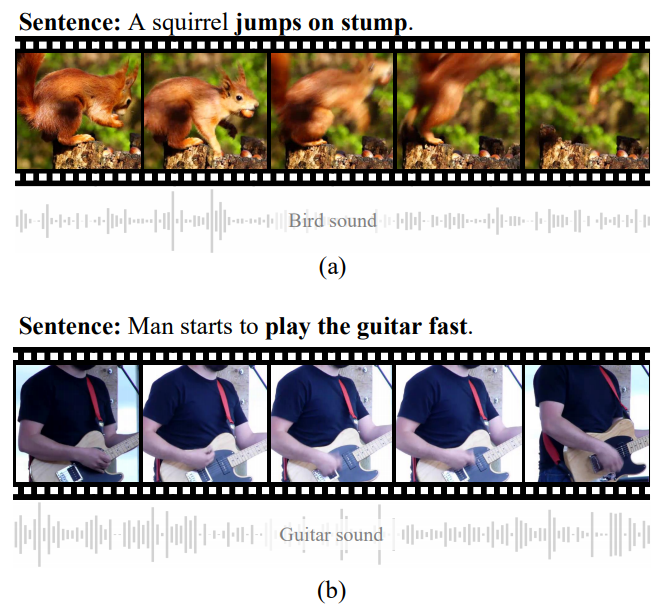 Sentence: A squirrel jumps on stump.
Bird sound
(a)
Sentence: Man starts to play the guitar fast.
Guitar sound
(b)